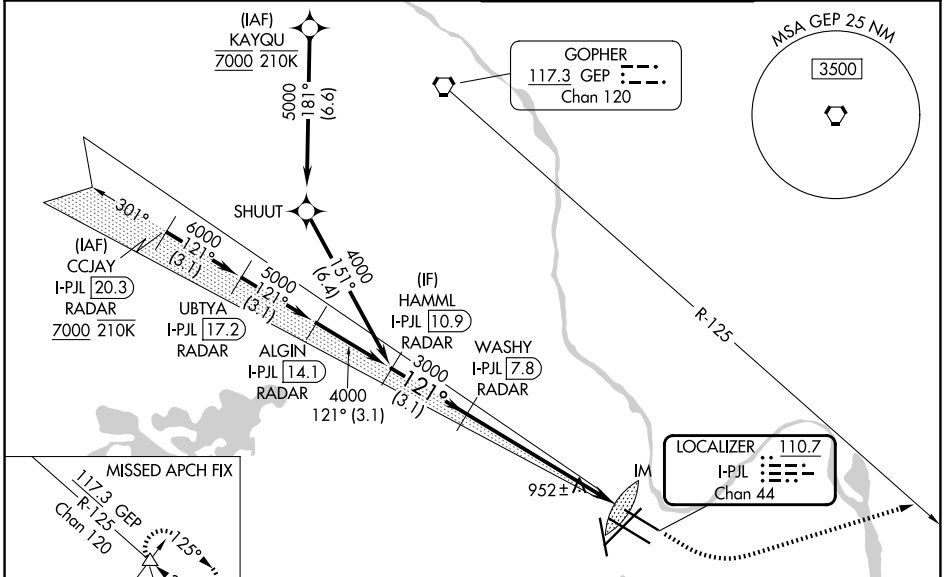 (IAF)
KAYQU
7000 210K
5000
181°
(6.6)
GOPHER
117.3 GEP
Chan 120
MSA GEP 25 NM
3500
SHUUT
301°
6000
121°
(3.1)
5000
121°
(3.1)
4000
151°
(6.4)
(IAF)
CCJAY
I-PJL 20.3
RADAR
7000 210K
UBTYA
I-PJL 17.2
RADAR
ALGIN
I-PJL 14.1
RADAR
4000
121° (3.1)
(IF)
HAMML
I-PJL 10.9
RADAR
3000
121°
(3.1)
WASHY
I-PJL 7.8
RADAR
R-125
LOCALIZER 110.7
I-PJL
Chan 44
IM
952±
MISSED APCH FIX
117.3 GEP
R-125
Chan 120
125°